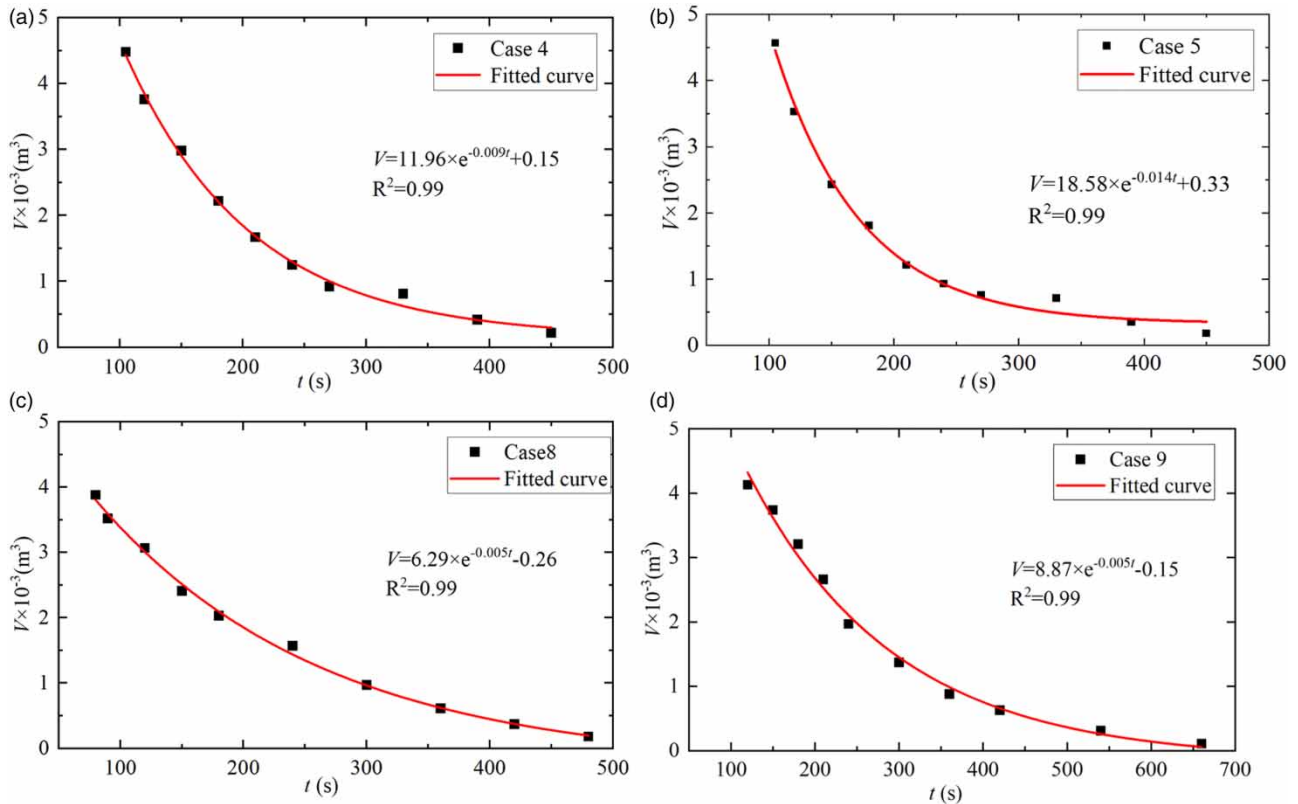 (a)
Case 4
Fitted curve
V=11.96×e^-0.009t+0.15
R²=0.99
V×10⁻³(m³)
5
4
3
2
1
0
100 200 300 400 500
t (s)
(b)
Case 5
Fitted curve
V=18.58×e^-0.014t+0.33
R²=0.99
V×10⁻³(m³)
5
4
3
2
1
0
100 200 300 400 500
t (s)
(c)
Case8
Fitted curve
V=6.29×e^-0.005t-0.26
R²=0.99
V×10⁻³(m³)
5
4
3
2
1
0
100 200 300 400 500
t (s)
(d)
Case 9
Fitted curve
V=8.87×e^-0.005t-0.15
R²=0.99
V×10⁻³(m³)
5
4
3
2
1
0
100 200 300 400 500 600 700
t (s)